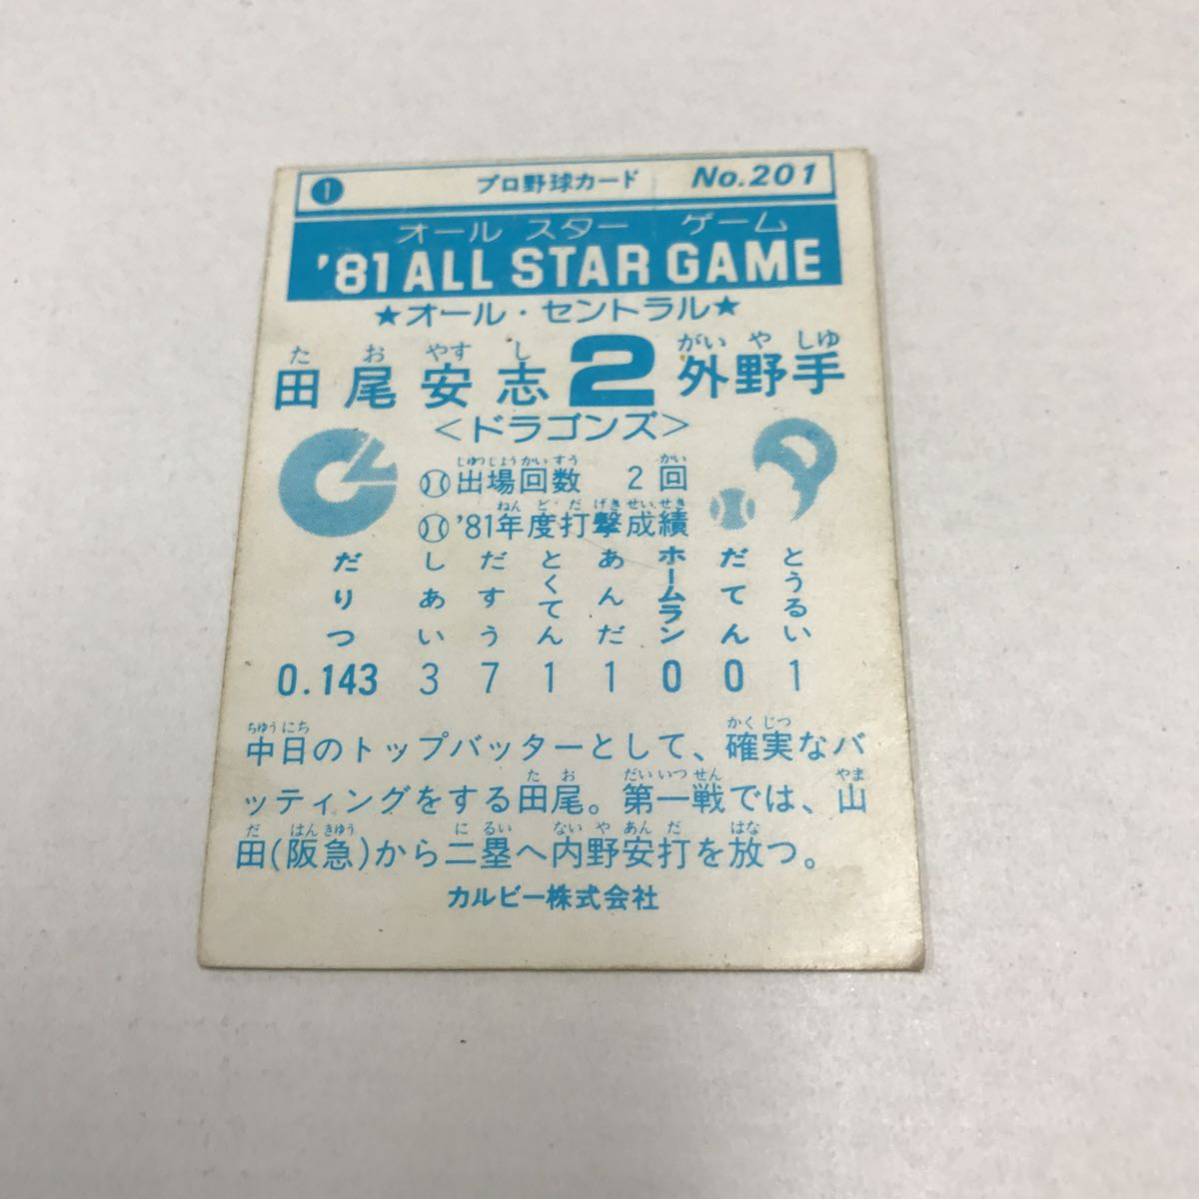 ① プロ野球カード No.201
オール スター ゲーム
'81 ALL STAR GAME
★オール・セントラル★
た お やす し がい や しゆ
田尾安志 2 外野手
<ドラゴンズ>
しゆつじようかいすう かい
出場回数 2回
ねん ど だ げき せい せき
'81年度打撃成績
だりつ しあい だすう とくてん あんだ ホームラン だてん とうるい
0.143 3 7 1 1 0 0 1
ちゆう にち かく じつ
中日のトップバッターとして、確実なバ
た お だい いつ せん やま
ッティングをする田尾。第一戦では、山
だ はん きゆう に るい ない や あん だ はな
田(阪急)から二塁へ内野安打を放つ。
カルビー株式会社